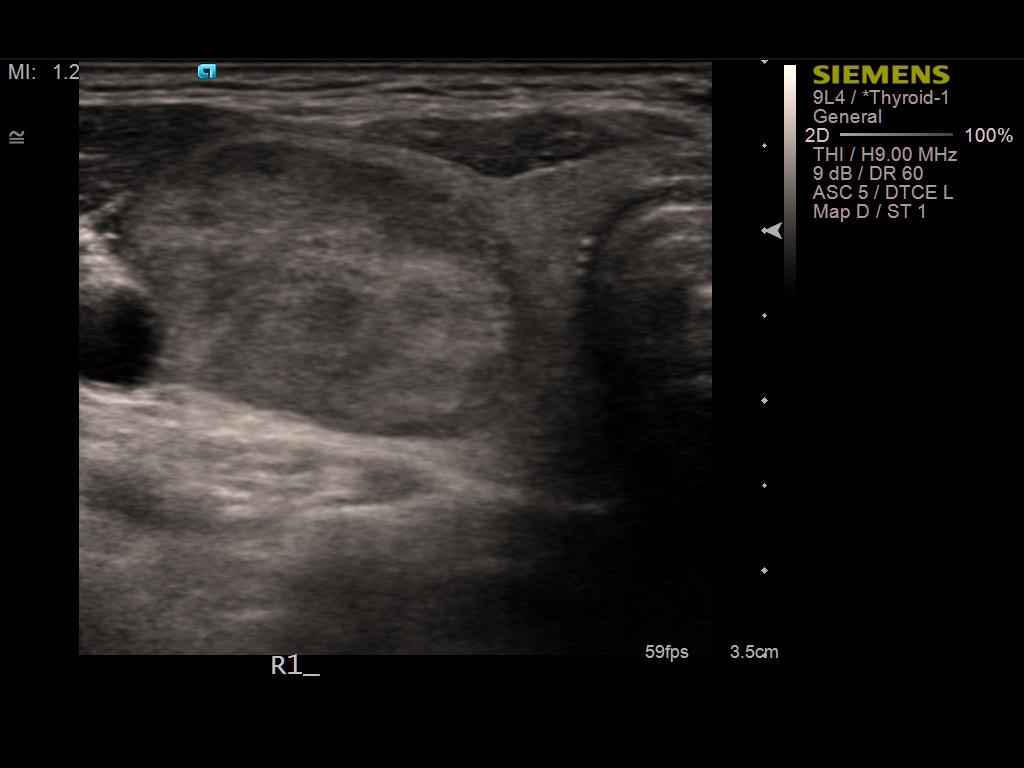 MI: 1.2
SIEMENS
9L4 / *Thyroid-1
General
2D 100%
THI / H9.00 MHz
9 dB / DR 60
ASC 5 / DTCE L
Map D / ST 1
59fps 3.5cm
R1_